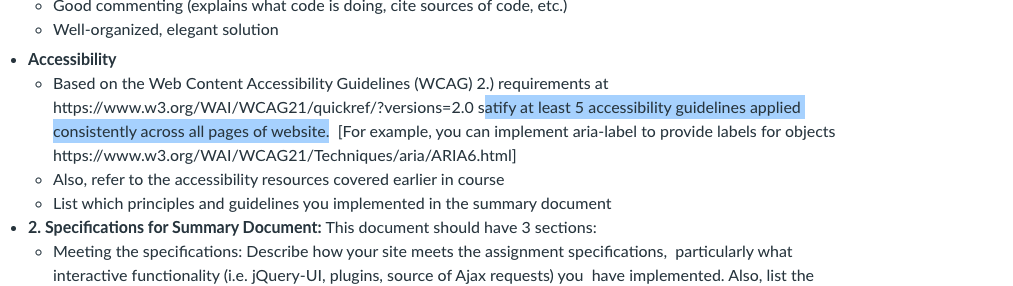 Good commenting (explains what code is doing, cite sources of code, etc.)
Well-organized, elegant solution
Accessibility
Based on the Web Content Accessibility Guidelines (WCAG) 2.) requirements at
https://www.w3.org/WAI/WCAG21/quickref/?versions=2.0 satify at least 5 accessibility guidelines applied
consistently across all pages of website.  [For example, you can implement aria-label to provide labels for objects
https://www.w3.org/WAI/WCAG21/Techniques/aria/ARIA6.html]
Also, refer to the accessibility resources covered earlier in course
List which principles and guidelines you implemented in the summary document
2. Specifications for Summary Document: This document should have 3 sections:
Meeting the specifications: Describe how your site meets the assignment specifications,  particularly what
interactive functionality (i.e. jQuery-UI, plugins, source of Ajax requests) you  have implemented. Also, list the